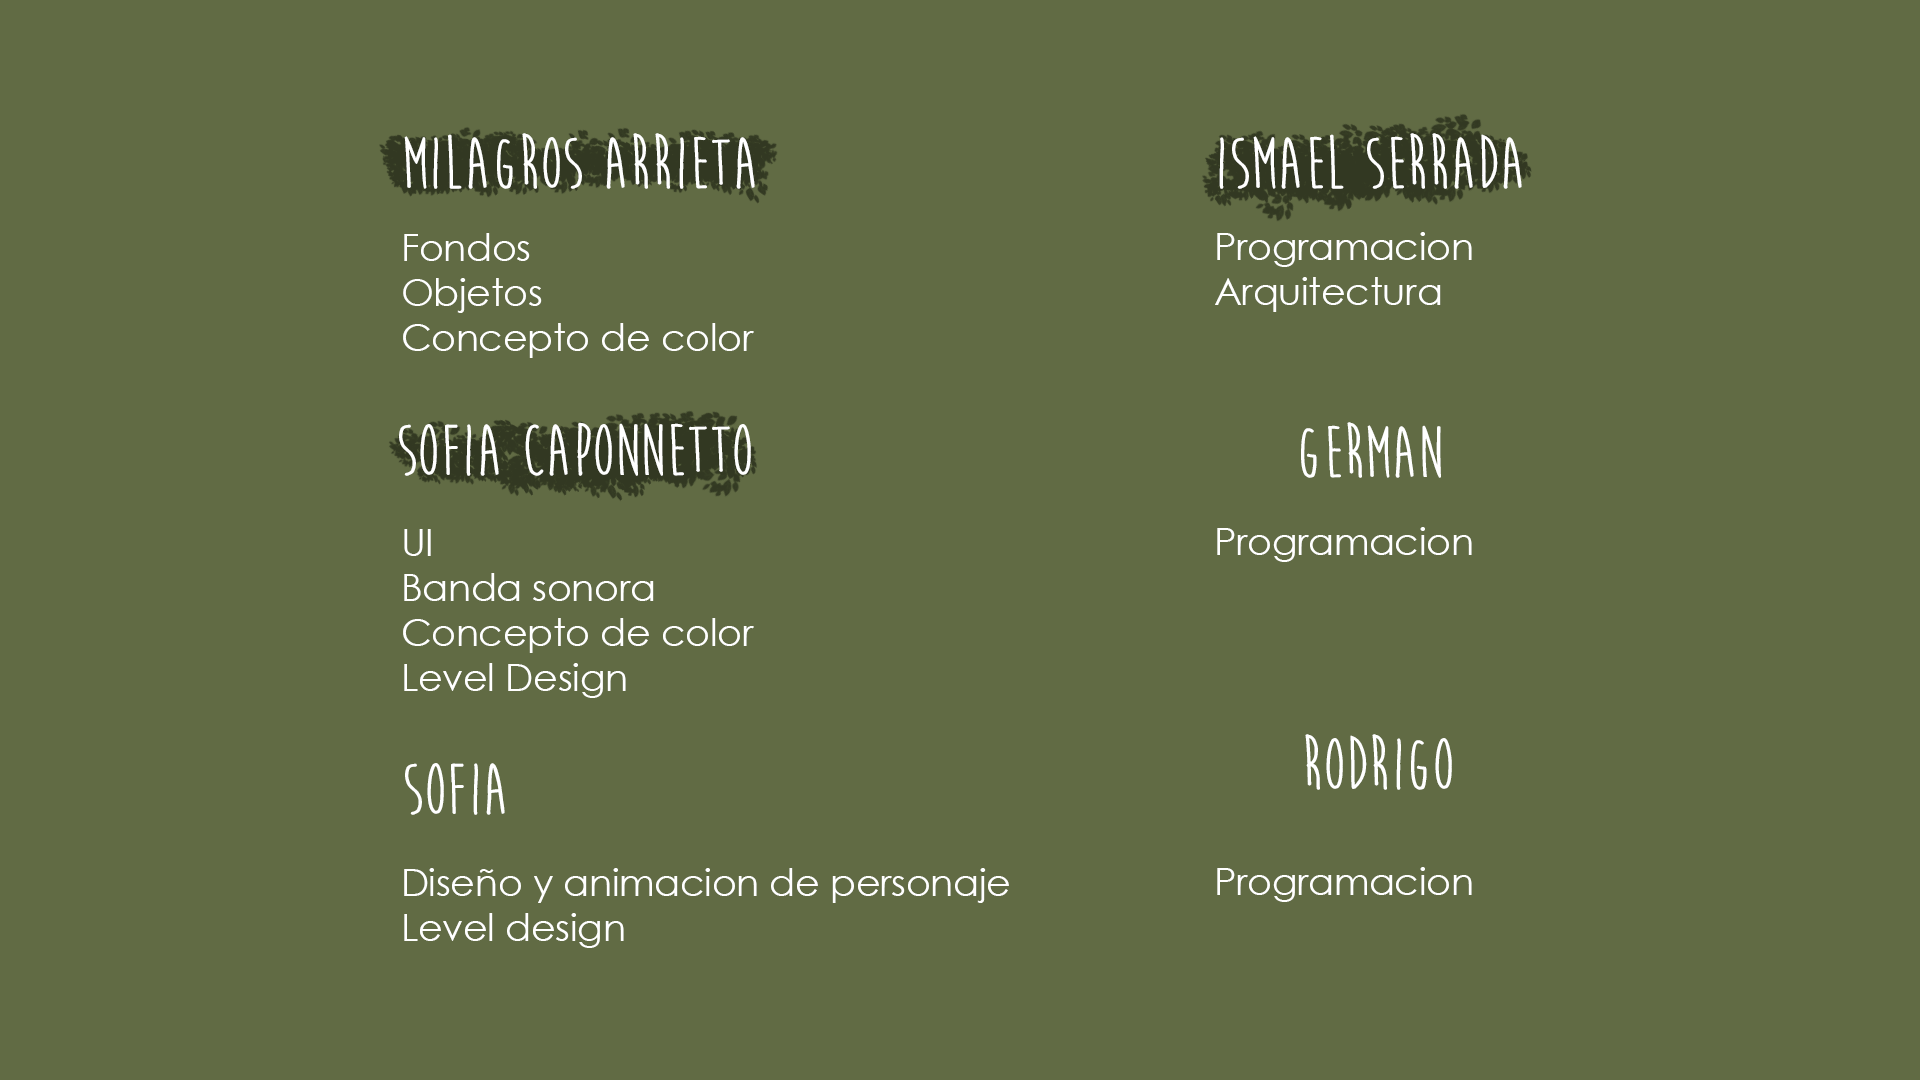 MILAGROS ARRIETA
Fondos
Objetos
Concepto de color
SOFIA CAPONNETTO
UI
Banda sonora
Concepto de color
Level Design
SOFIA
Diseño y animacion de personaje
Level design
ISMAEL SERRADA
Programacion
Arquitectura
GERMAN
Programacion
RODRIGO
Programacion